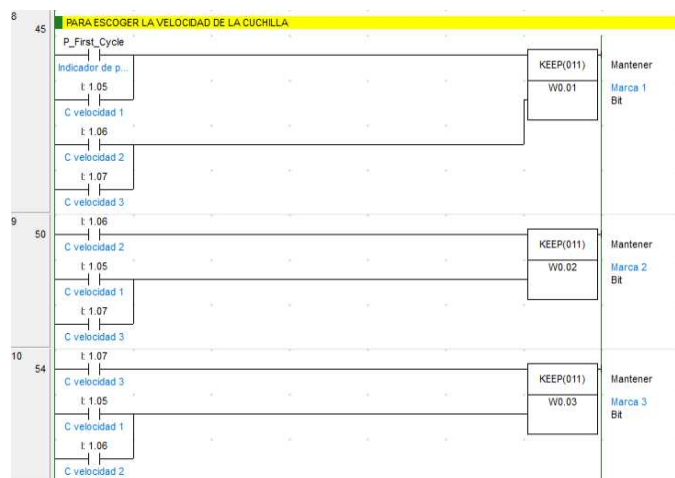 8
45
PARA ESCOGER LA VELOCIDAD DE LA CUCHILLA
P_First_Cycle
Indicador de p...
KEEP(011)
Mantener
I: 1.05
W0.01
Marca 1
Bit
C velocidad 1
I: 1.06
C velocidad 2
I: 1.07
C velocidad 3
9
50
I: 1.06
C velocidad 2
KEEP(011)
Mantener
I: 1.05
W0.02
Marca 2
Bit
C velocidad 1
I: 1.07
C velocidad 3
10
54
I: 1.07
C velocidad 3
KEEP(011)
Mantener
I: 1.05
W0.03
Marca 3
Bit
C velocidad 1
I: 1.06
C velocidad 2